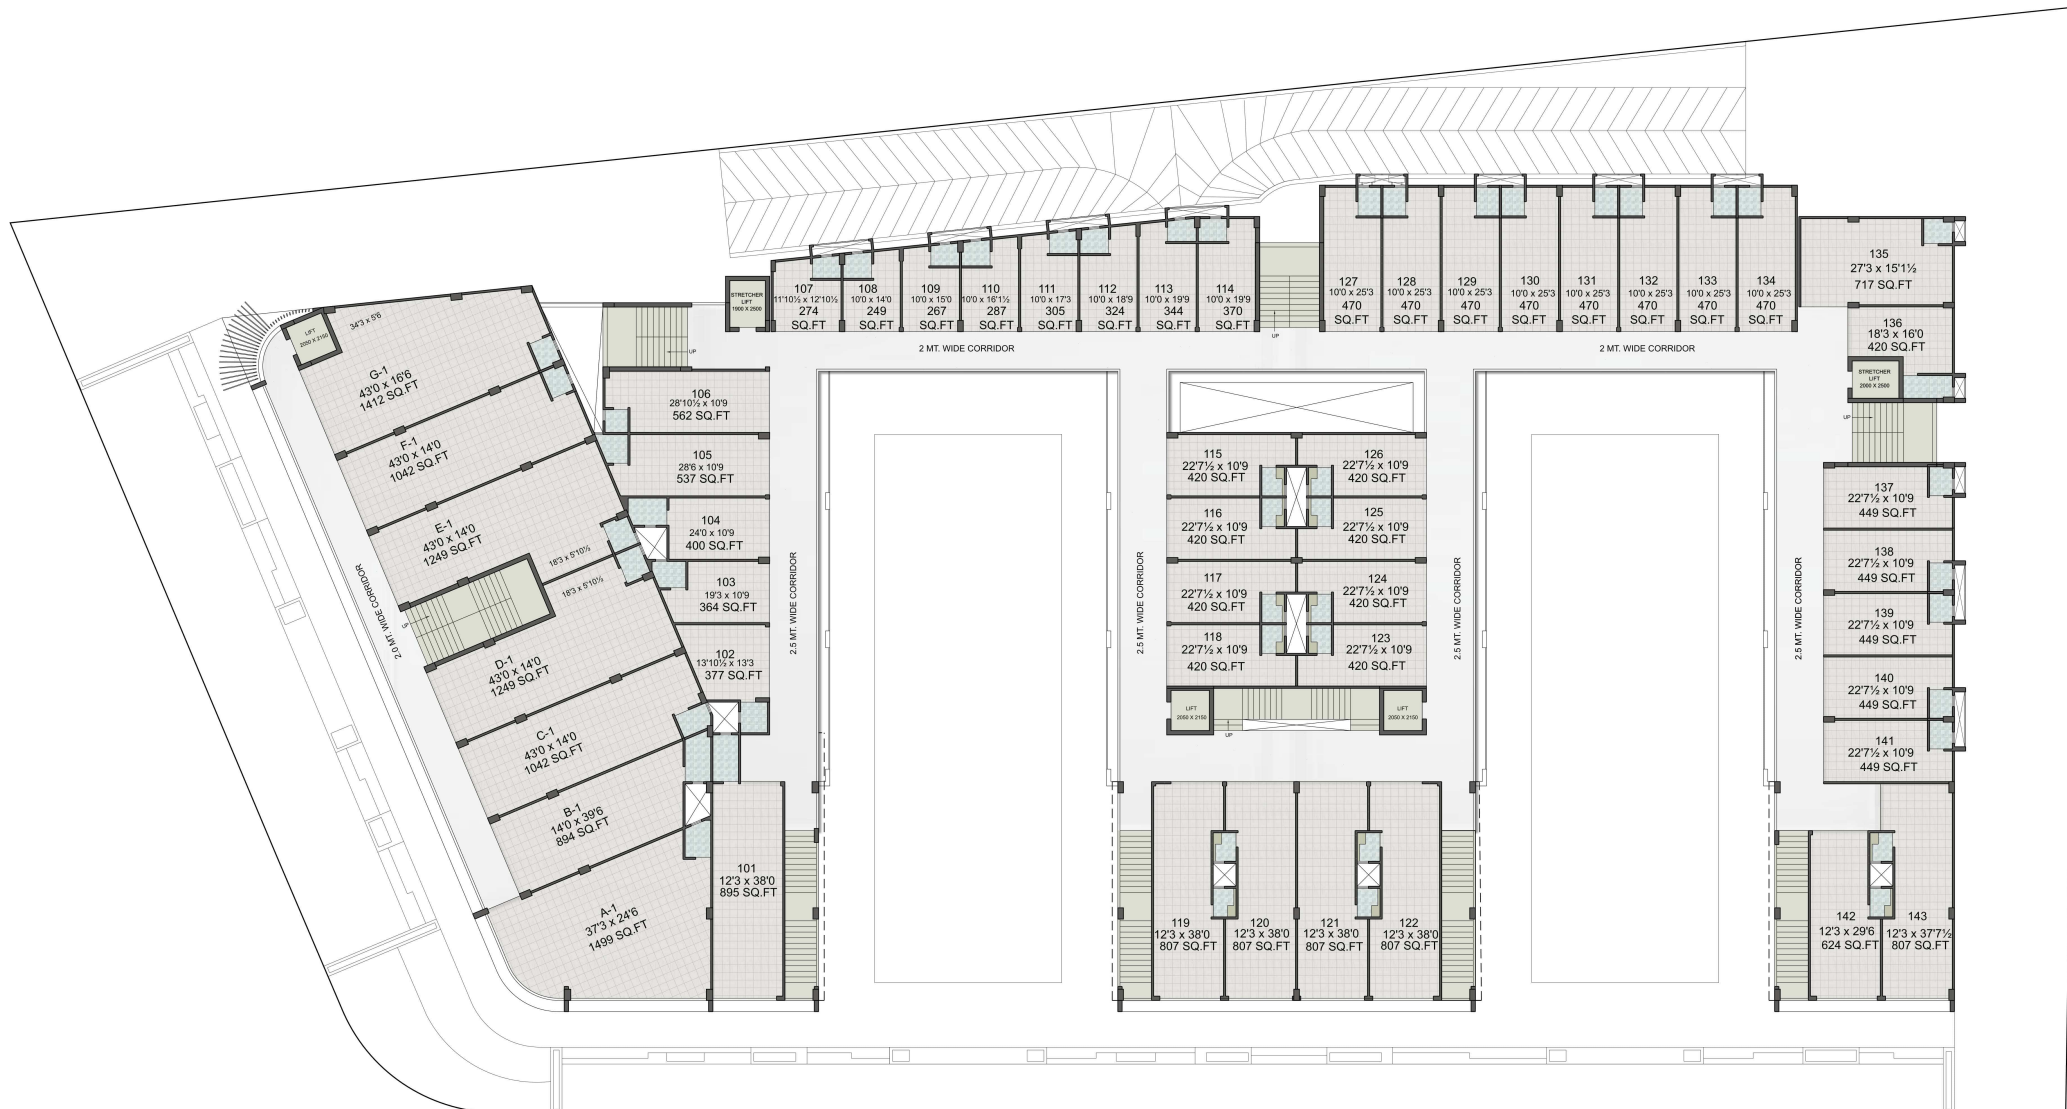 34'3 x 5'6
LIFT
2050 X 2150
G-1
43'0 x 16'6
1412 SQ.FT
F-1
43'0 x 14'0
1042 SQ.FT
E-1
43'0 x 14'0
1249 SQ.FT
18'3 x 5'10½
18'3 x 5'10½
UP
2.0 MT. WIDE CORRIDOR
D-1
43'0 x 14'0
1249 SQ.FT
C-1
43'0 x 14'0
1042 SQ.FT
B-1
14'0 x 39'6
894 SQ.FT
A-1
37'3 x 24'6
1499 SQ.FT
101
12'3 x 38'0
895 SQ.FT
102
13'10½ x 13'3
377 SQ.FT
103
19'3 x 10'9
364 SQ.FT
104
24'0 x 10'9
400 SQ.FT
105
28'6 x 10'9
537 SQ.FT
106
28'10½ x 10'9
562 SQ.FT
UP
STRETCHER
LIFT
1900 X 2500
2.5 MT. WIDE CORRIDOR
107
11'10½ x 12'10½
274
SQ.FT
108
10'0 x 14'0
249
SQ.FT
109
10'0 x 15'0
267
SQ.FT
110
10'0 x 16'1½
287
SQ.FT
111
10'0 x 17'3
305
SQ.FT
112
10'0 x 18'9
324
SQ.FT
113
10'0 x 19'9
344
SQ.FT
114
10'0 x 19'9
370
SQ.FT
UP
2 MT. WIDE CORRIDOR
115
22'7½ x 10'9
420 SQ.FT
116
22'7½ x 10'9
420 SQ.FT
117
22'7½ x 10'9
420 SQ.FT
118
22'7½ x 10'9
420 SQ.FT
126
22'7½ x 10'9
420 SQ.FT
125
22'7½ x 10'9
420 SQ.FT
124
22'7½ x 10'9
420 SQ.FT
123
22'7½ x 10'9
420 SQ.FT
2.5 MT. WIDE CORRIDOR
2.5 MT. WIDE CORRIDOR
LIFT
2050 X 2150
UP
LIFT
2050 X 2150
119
12'3 x 38'0
807 SQ.FT
120
12'3 x 38'0
807 SQ.FT
121
12'3 x 38'0
807 SQ.FT
122
12'3 x 38'0
807 SQ.FT
127
10'0 x 25'3
470
SQ.FT
128
10'0 x 25'3
470
SQ.FT
129
10'0 x 25'3
470
SQ.FT
130
10'0 x 25'3
470
SQ.FT
131
10'0 x 25'3
470
SQ.FT
132
10'0 x 25'3
470
SQ.FT
133
10'0 x 25'3
470
SQ.FT
134
10'0 x 25'3
470
SQ.FT
2 MT. WIDE CORRIDOR
135
27'3 x 15'1½
717 SQ.FT
136
18'3 x 16'0
420 SQ.FT
STRETCHER
LIFT
2000 X 2500
UP
2.5 MT. WIDE CORRIDOR
137
22'7½ x 10'9
449 SQ.FT
138
22'7½ x 10'9
449 SQ.FT
139
22'7½ x 10'9
449 SQ.FT
140
22'7½ x 10'9
449 SQ.FT
141
22'7½ x 10'9
449 SQ.FT
142
12'3 x 29'6
624 SQ.FT
143
12'3 x 37'7½
807 SQ.FT